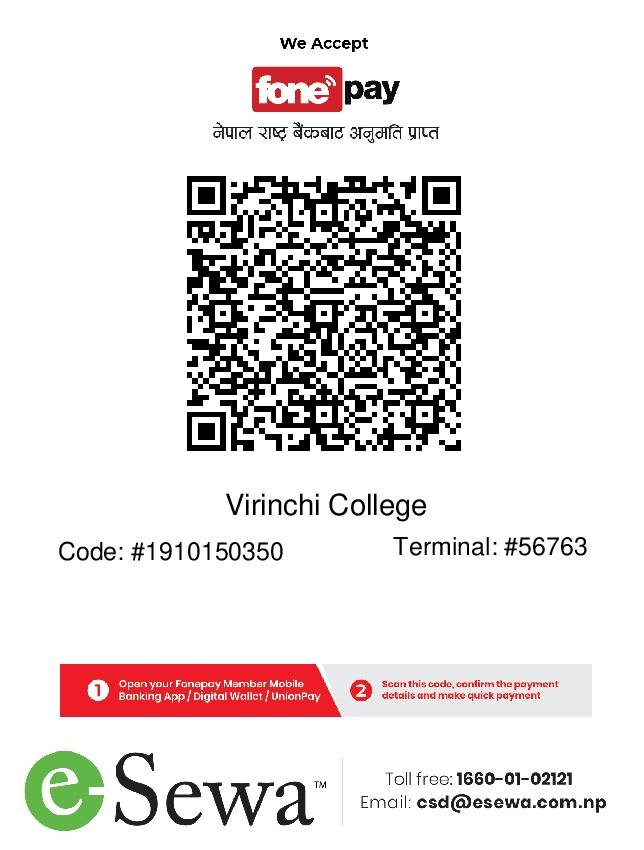 We Accept
fonepay
नेपाल राष्ट्र बैंकबाट अनुमति प्राप्त
Virinchi College
Code: #1910150350
Terminal: #56763
1 Open your Fonepay Member Mobile
Banking App / Digital Wallet / UnionPay
2 Scan this code, confirm the payment
details and make quick payment
e-Sewa™
Toll free: 1660-01-02121
Email: csd@esewa.com.np